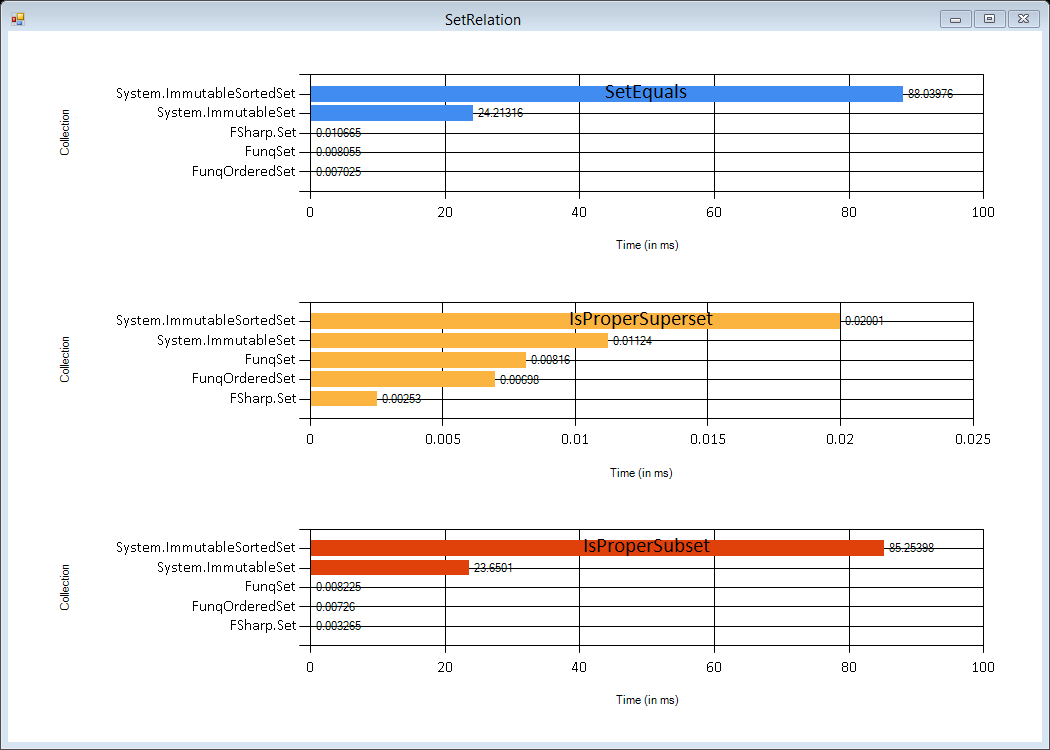 SetRelation
SetEquals
Collection
System.ImmutableSortedSet 88.03976
System.ImmutableSet 24.21316
FSharp.Set 0.010665
FunqSet 0.008055
FunqOrderedSet 0.007025
0 20 40 60 80 100
Time (in ms)
IsProperSuperset
Collection
System.ImmutableSortedSet 0.02001
System.ImmutableSet 0.01124
FunqSet 0.00816
FunqOrderedSet 0.00698
FSharp.Set 0.00253
0 0.005 0.01 0.015 0.02 0.025
Time (in ms)
IsProperSubset
Collection
System.ImmutableSortedSet 85.25398
System.ImmutableSet 23.6501
FunqSet 0.008225
FunqOrderedSet 0.00726
FSharp.Set 0.003265
0 20 40 60 80 100
Time (in ms)